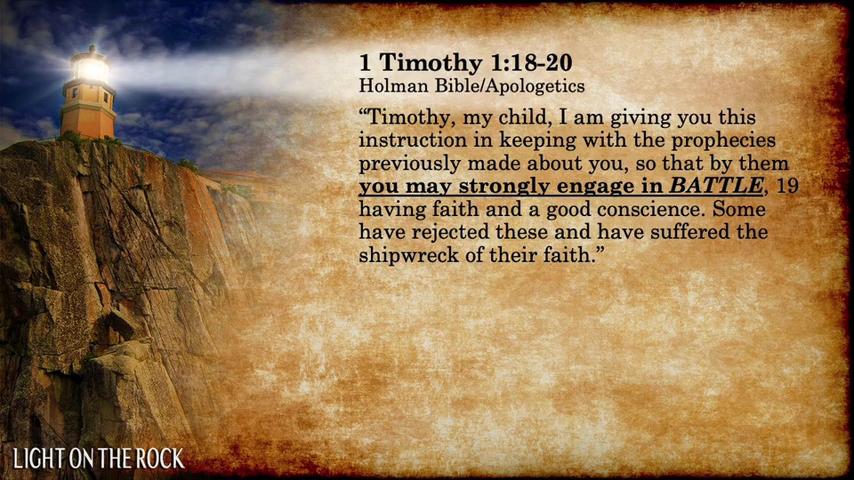 1 Timothy 1:18-20
Holman Bible/Apologetics
“Timothy, my child, I am giving you this
instruction in keeping with the prophecies
previously made about you, so that by them
you may strongly engage in BATTLE, 19
having faith and a good conscience. Some
have rejected these and have suffered the
shipwreck of their faith.”
LIGHT ON THE ROCK